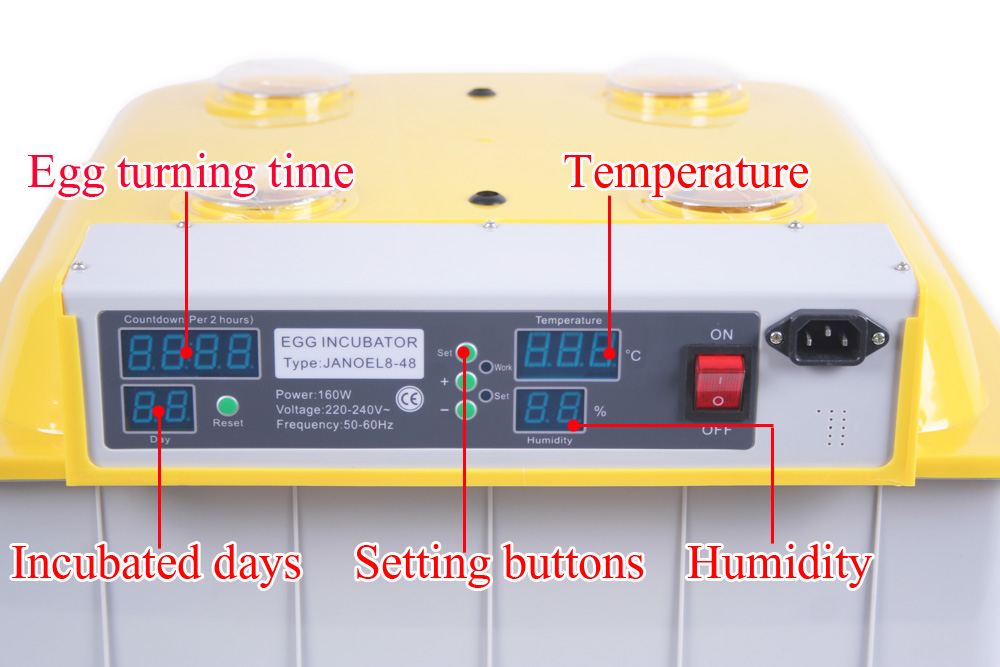 Egg turning time
Temperature
Countdown(Per 2 hours)
EGG INCUBATOR
Type:JANOEL8-48
Temperature
°C
ON
Set
Work
+
Set
−
Power:160W
Voltage:220-240V~
Frequency:50-60Hz
CE
Day
Reset
%
Humidity
I
O
OFF
Incubated days
Setting buttons
Humidity